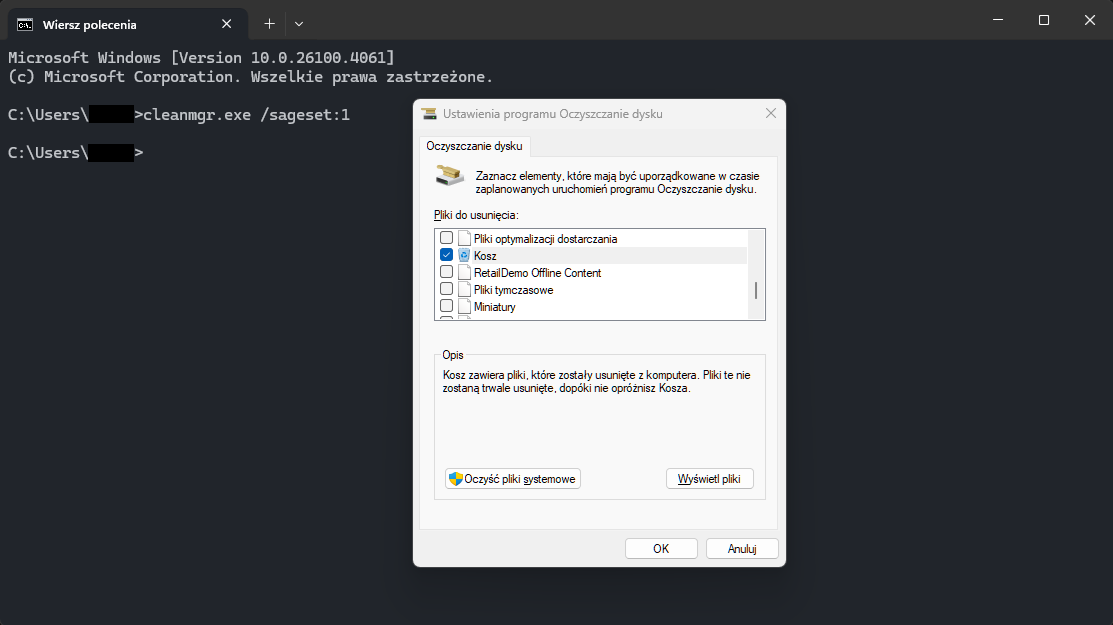 Wiersz polecenia
Microsoft Windows [Version 10.0.26100.4061]
(c) Microsoft Corporation. Wszelkie prawa zastrzeżone.
C:\Users\ >cleanmgr.exe /sageset:1
C:\Users\ >
Ustawienia programu Oczyszczanie dysku
Oczyszczanie dysku
Zaznacz elementy, które mają być uporządkowane w czasie
zaplanowanych uruchomień programu Oczyszczanie dysku.
Pliki do usunięcia:
Pliki optymalizacji dostarczania
Kosz
RetailDemo Offline Content
Pliki tymczasowe
Miniatury
Opis
Kosz zawiera pliki, które zostały usunięte z komputera. Pliki te nie
zostaną trwale usunięte, dopóki nie opróżnisz Kosza.
Oczyść pliki systemowe
Wyświetl pliki
OK
Anuluj